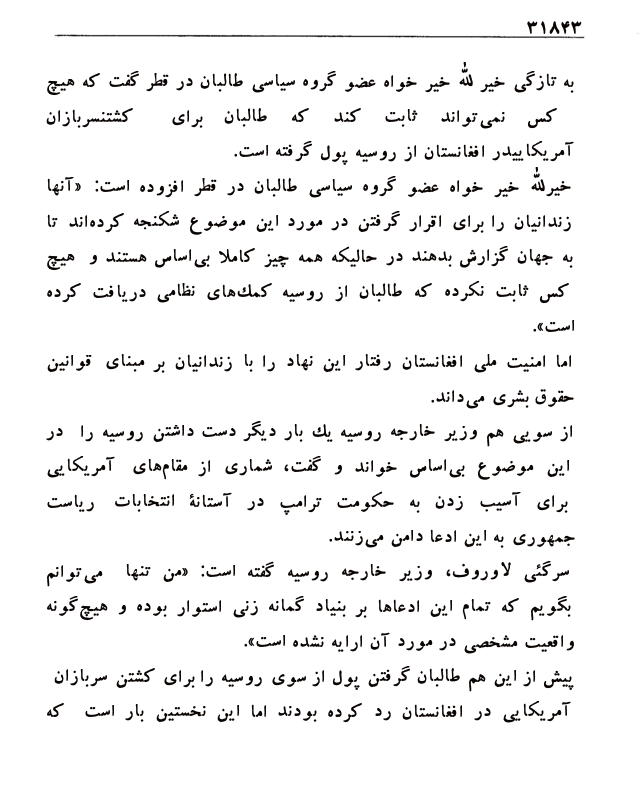 ۳۱۸۴۳
به تازگی خیر لله خیر خواه عضو گروه سیاسی طالبان در قطر گفت که هیچ
کس نمی‌تواند ثابت کند که طالبان برای کشتنسربازان
آمریکاییدر افغانستان از روسیه پول گرفته است.
خیرلله خیر خواه عضو گروه سیاسی طالبان در قطر افزوده است: «آنها
زندانیان را برای اقرار گرفتن در مورد این موضوع شکنجه کرده‌اند تا
به جهان گزارش بدهند در حالیکه همه چیز کاملا بی‌اساس هستند و هیچ
کس ثابت نکرده که طالبان از روسیه کمك‌های نظامی دریافت کرده
است».
اما امنیت ملی افغانستان رفتار این نهاد را با زندانیان بر مبنای قوانین
حقوق بشری می‌داند.
از سویی هم وزیر خارجه روسیه یك بار دیگر دست داشتن روسیه را در
این موضوع بی‌اساس خواند و گفت، شماری از مقام‌های آمریکایی
برای آسیب زدن به حکومت ترامپ در آستانهٔ انتخابات ریاست
جمهوری به این ادعا دامن می‌زنند.
سرگئی لاوروف، وزیر خارجه روسیه گفته است: «من تنها می‌توانم
بگویم که تمام این ادعاها بر بنیاد گمانه زنی استوار بوده و هیچ‌گونه
واقعیت مشخصی در مورد آن ارایه نشده است».
پیش از این هم طالبان گرفتن پول از سوی روسیه را برای کشتن سربازان
آمریکایی در افغانستان رد کرده بودند اما این نخستین بار است که